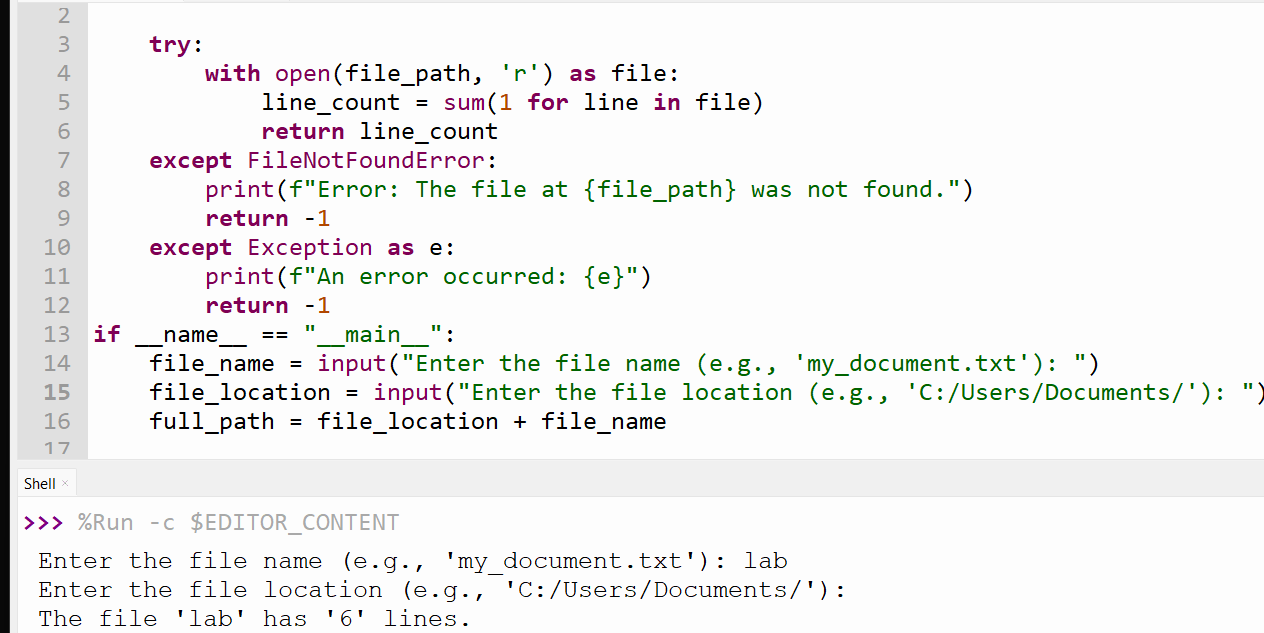 2
3 try:
4 with open(file_path, 'r') as file:
5 line_count = sum(1 for line in file)
6 return line_count
7 except FileNotFoundError:
8 print(f"Error: The file at {file_path} was not found.")
9 return -1
10 except Exception as e:
11 print(f"An error occurred: {e}")
12 return -1
13 if __name__ == "__main__":
14 file_name = input("Enter the file name (e.g., 'my_document.txt'): ")
15 file_location = input("Enter the file location (e.g., 'C:/Users/Documents/'): ")
16 full_path = file_location + file_name
17
Shell ×
>>> %Run -c $EDITOR_CONTENT
Enter the file name (e.g., 'my_document.txt'): lab
Enter the file location (e.g., 'C:/Users/Documents/'):
The file 'lab' has '6' lines.